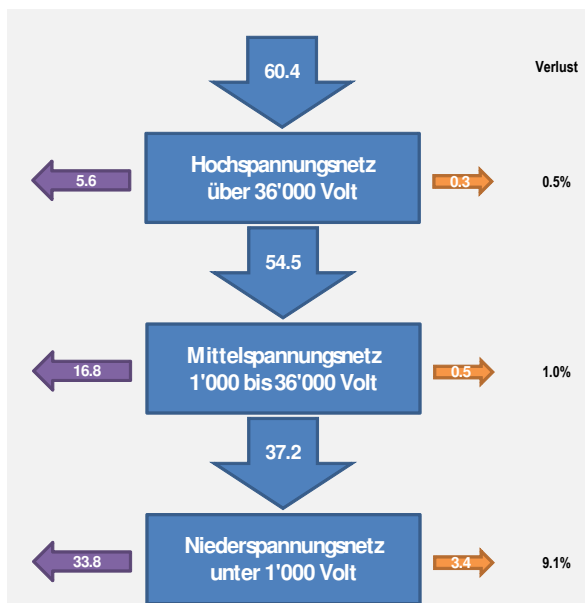 60.4
Verlust
Hochspannungsnetz
über 36'000 Volt
5.6
0.3
0.5%
54.5
Mittelspannungsnetz
1'000 bis 36'000 Volt
16.8
0.5
1.0%
37.2
Niederspannungsnetz
unter 1'000 Volt
33.8
3.4
9.1%